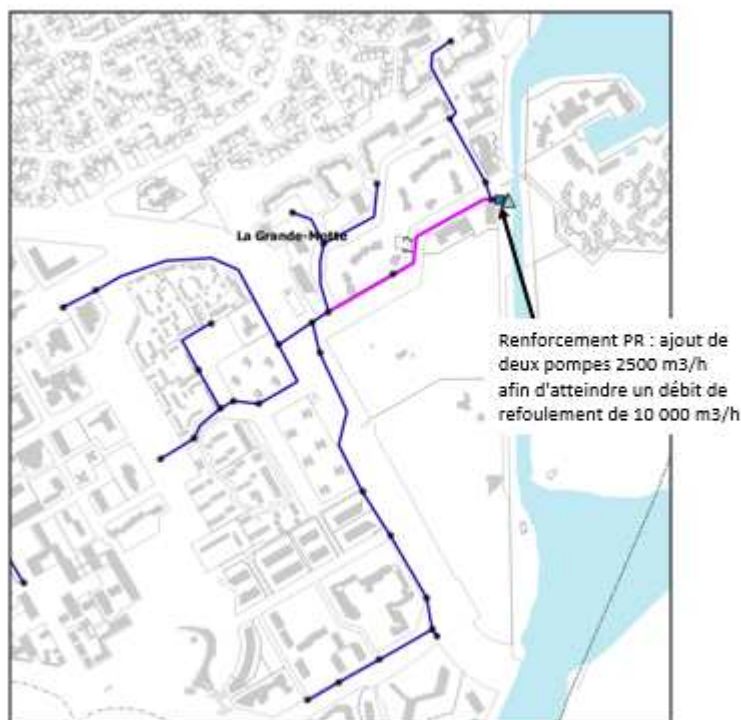 La Grande-Motte
Renforcement PR : ajout de
deux pompes 2500 m3/h
afin d'atteindre un débit de
refoulement de 10 000 m3/h